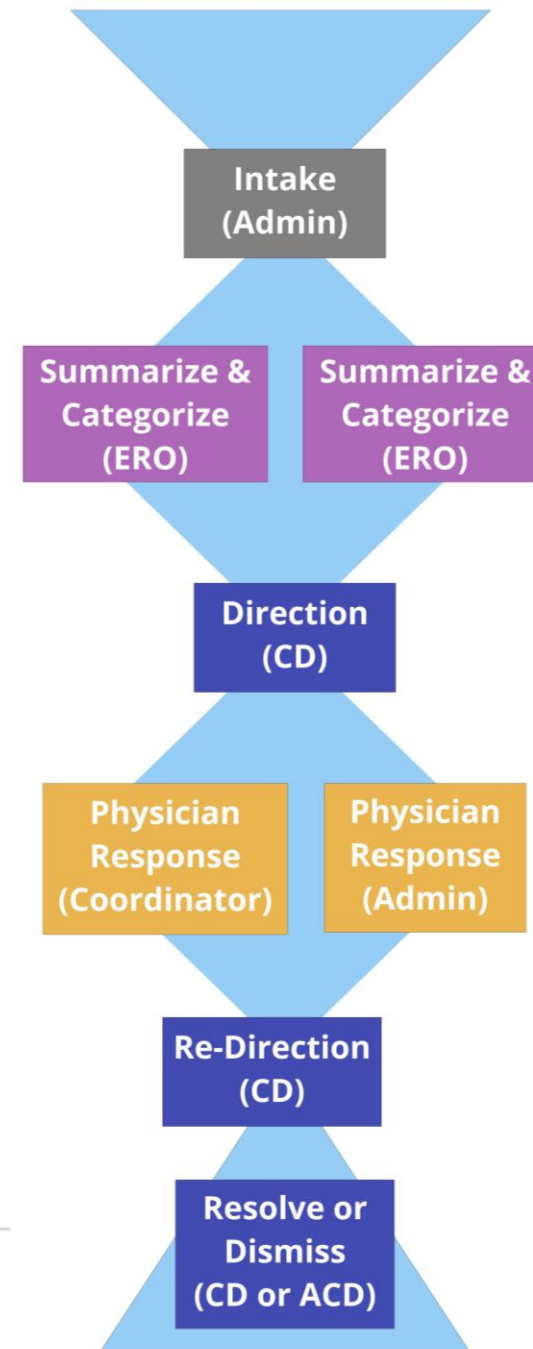 Intake
(Admin)
Summarize &
Categorize
(ERO)
Summarize &
Categorize
(ERO)
Direction
(CD)
Physician
Response
(Coordinator)
Physician
Response
(Admin)
Re-Direction
(CD)
Resolve or
Dismiss
(CD or ACD)